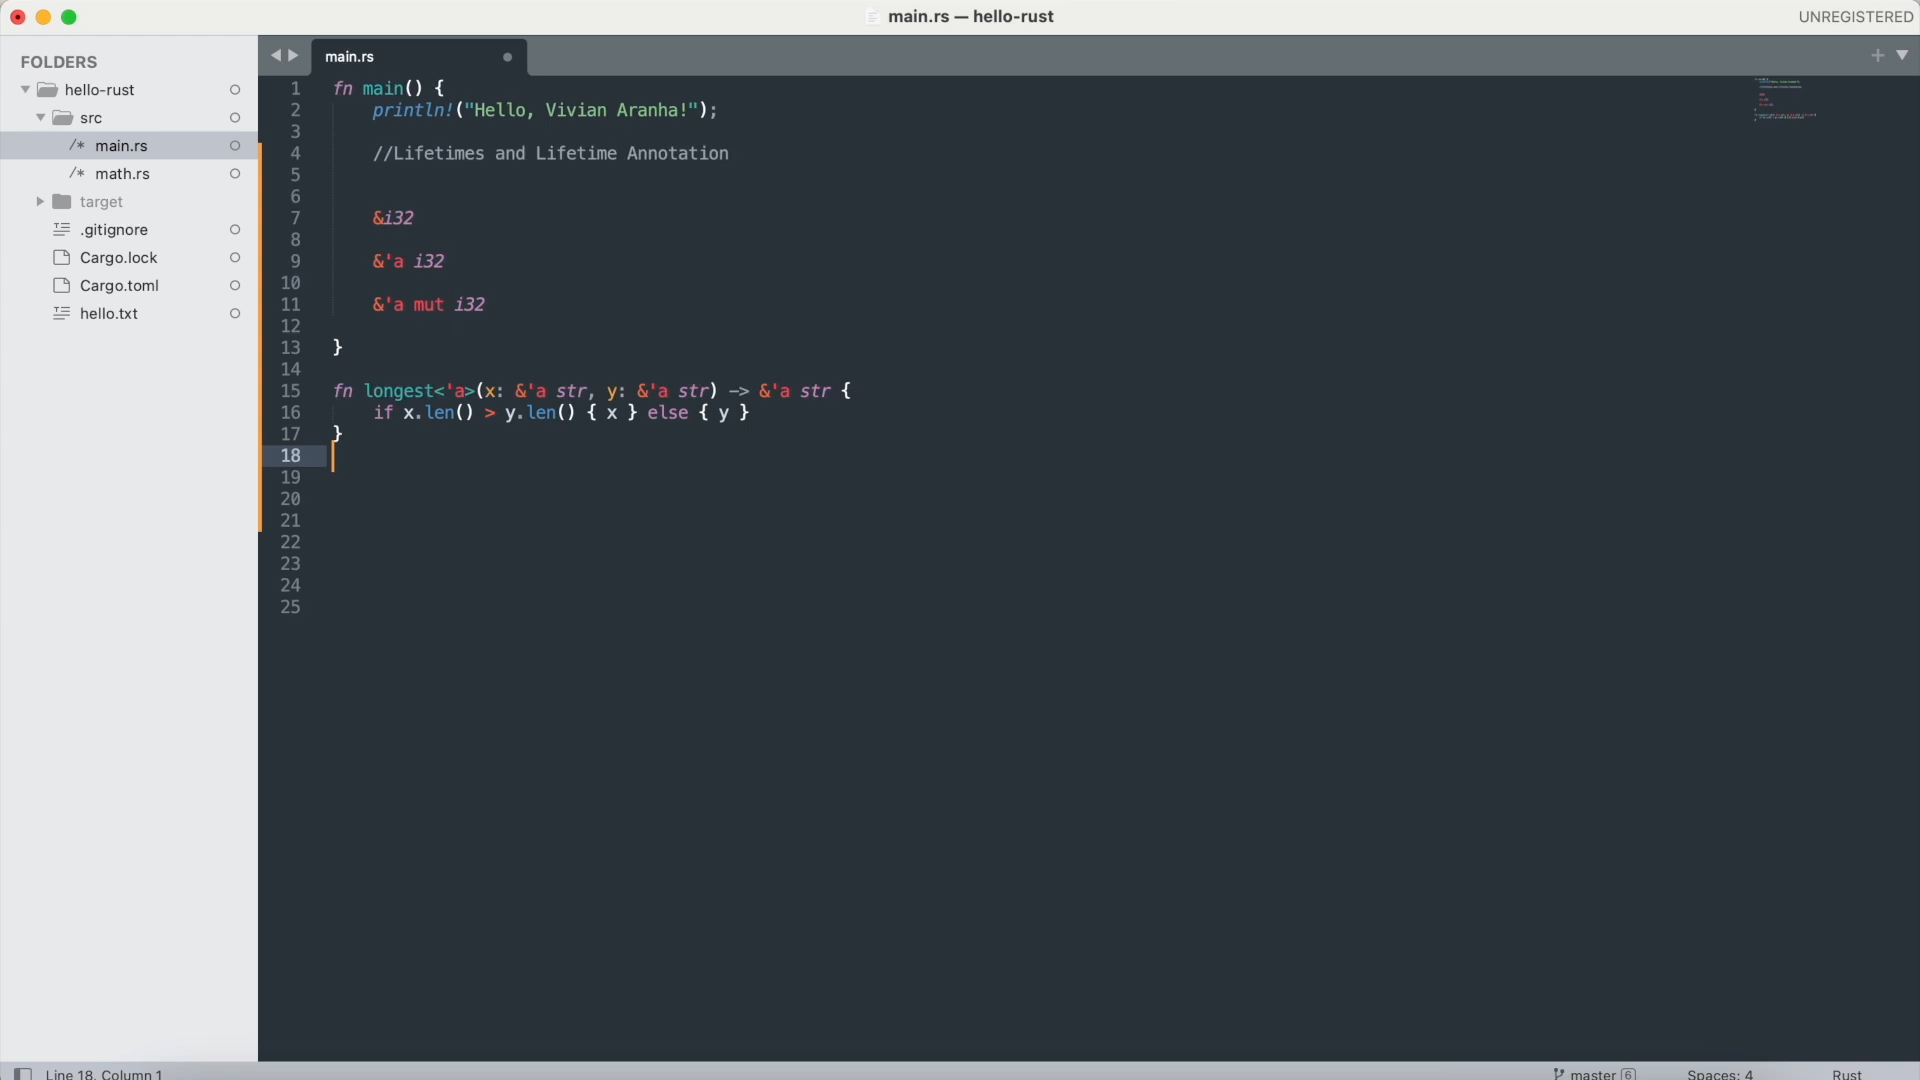 main.rs — hello-rust
UNREGISTERED
FOLDERS
hello-rust
src
/* main.rs
/* math.rs
target
.gitignore
Cargo.lock
Cargo.toml
hello.txt
main.rs
1 fn main() {
2     println!("Hello, Vivian Aranha!");
3
4     //Lifetimes and Lifetime Annotation
5
6
7     &i32
8
9     &'a i32
10
11     &'a mut i32
12
13 }
14
15 fn longest<'a>(x: &'a str, y: &'a str) -> &'a str {
16     if x.len() > y.len() { x } else { y }
17 }
18
19
20
21
22
23
24
25
Line 18, Column 1
master 6
Spaces: 4
Rust